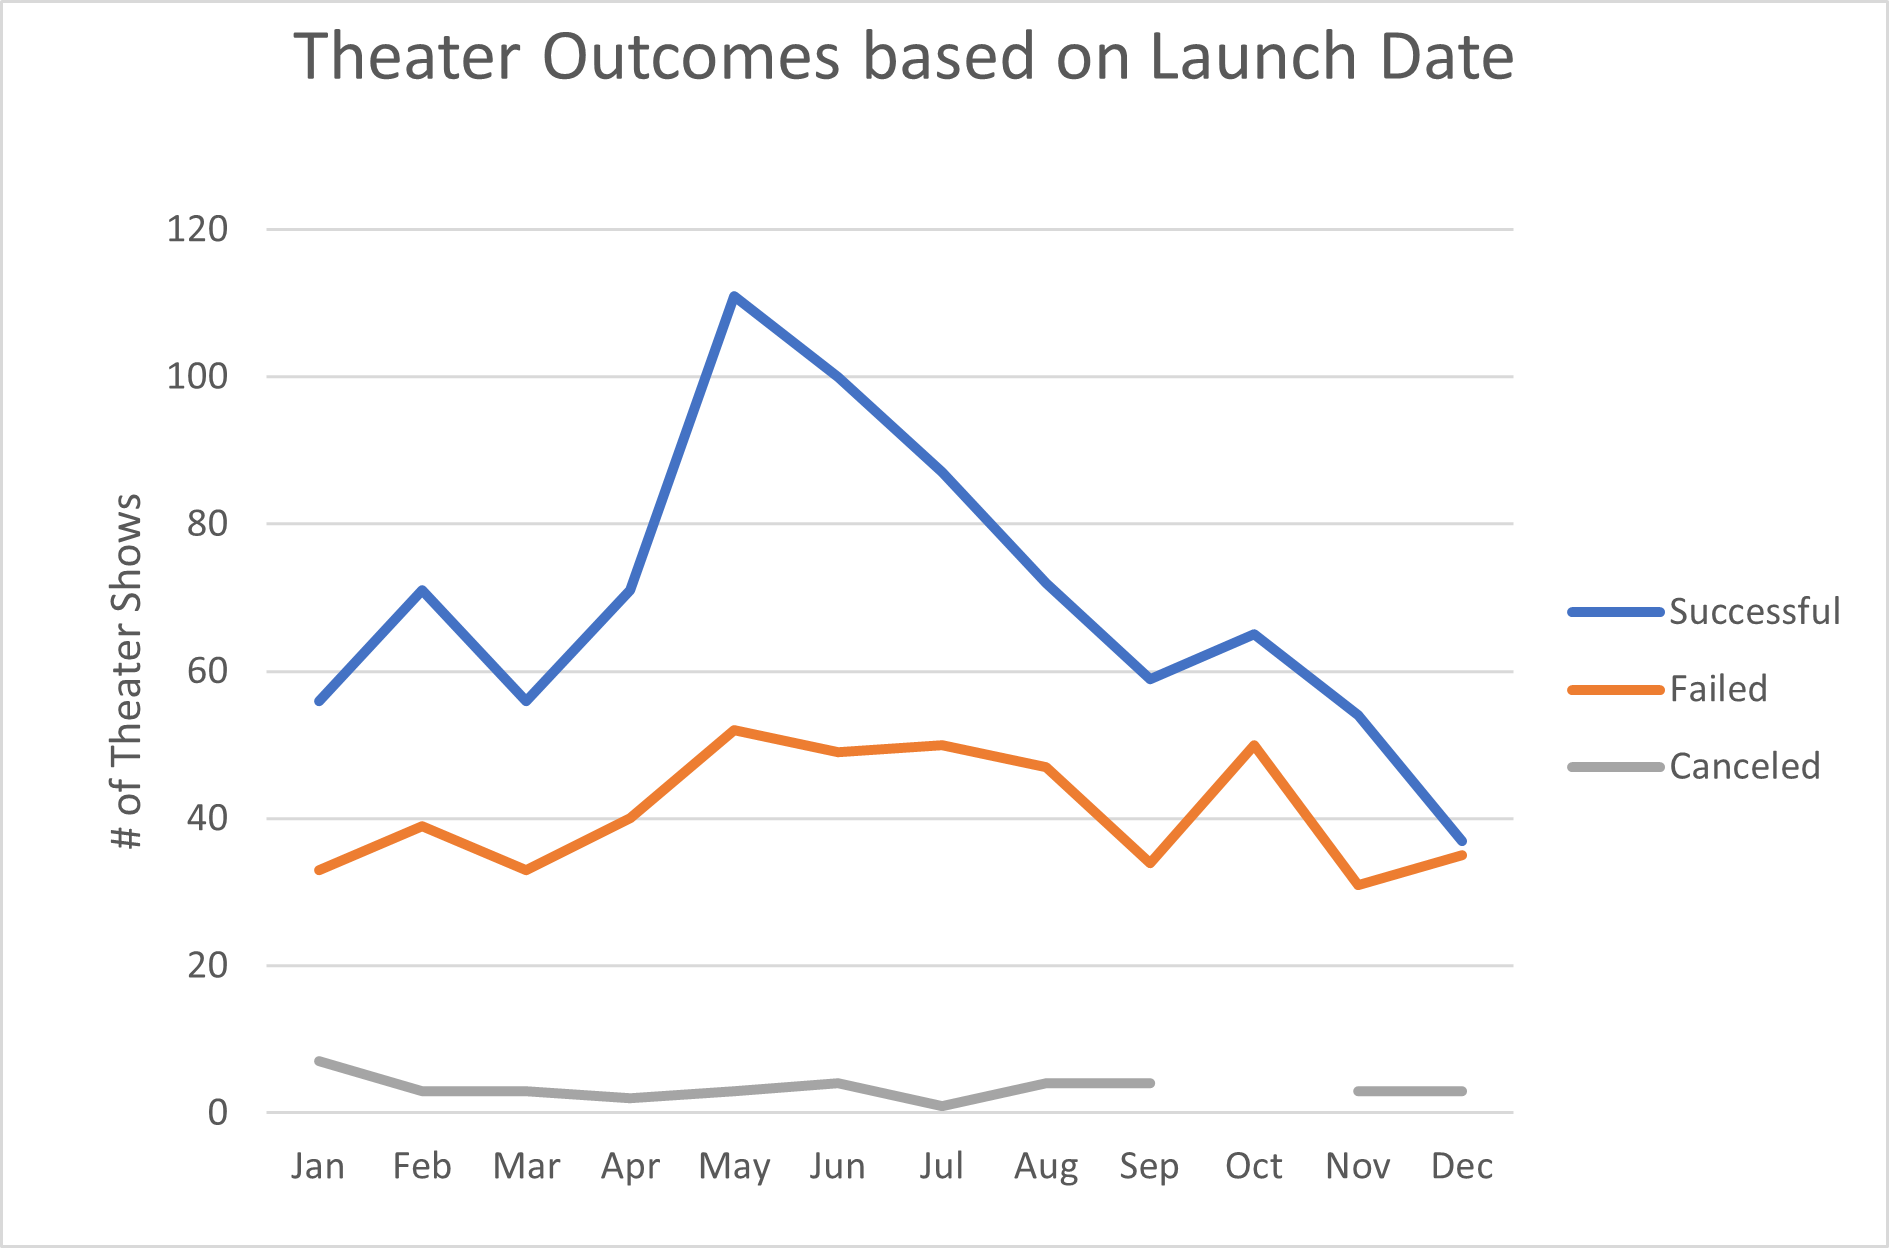 Theater Outcomes based on Launch Date
# of Theater Shows
120
100
80
60
40
20
0
Jan Feb Mar Apr May Jun Jul Aug Sep Oct Nov Dec
Successful
Failed
Canceled